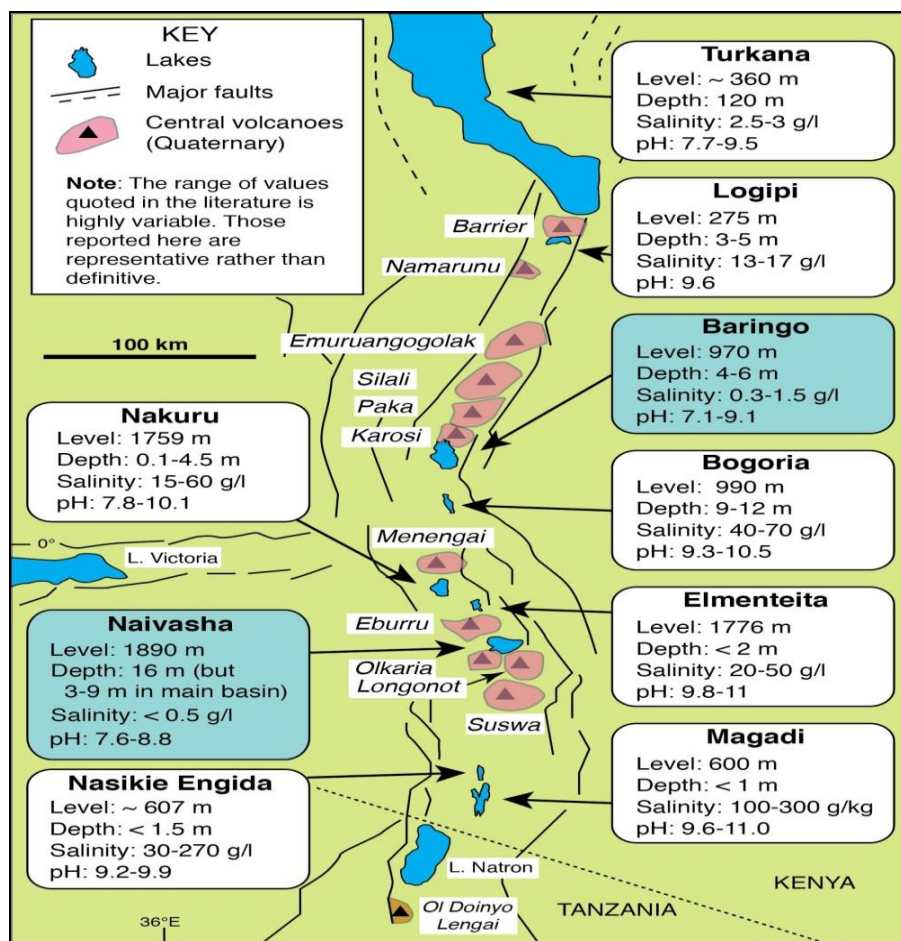 KEY
Lakes
Major faults
Central volcanoes
(Quaternary)
Note: The range of values
quoted in the literature is
highly variable. Those
reported here are
representative rather than
definitive.
100 km
Turkana
Level: ~ 360 m
Depth: 120 m
Salinity: 2.5-3 g/l
pH: 7.7-9.5
Logipi
Level: 275 m
Depth: 3-5 m
Salinity: 13-17 g/l
pH: 9.6
Baringo
Level: 970 m
Depth: 4-6 m
Salinity: 0.3-1.5 g/l
pH: 7.1-9.1
Bogoria
Level: 990 m
Depth: 9-12 m
Salinity: 40-70 g/l
pH: 9.3-10.5
Elmenteita
Level: 1776 m
Depth: < 2 m
Salinity: 20-50 g/l
pH: 9.8-11
Magadi
Level: 600 m
Depth: < 1 m
Salinity: 100-300 g/kg
pH: 9.6-11.0
Barrier
Namarunu
Emuruangogolak
Silali
Paka
Karosi
Menengai
Eburru
Olkaria
Longonot
Suswa
Nakuru
Level: 1759 m
Depth: 0.1-4.5 m
Salinity: 15-60 g/l
pH: 7.8-10.1
0°
L. Victoria
Naivasha
Level: 1890 m
Depth: 16 m (but
3-9 m in main basin)
Salinity: < 0.5 g/l
pH: 7.6-8.8
Nasikie Engida
Level: ~ 607 m
Depth: < 1.5 m
Salinity: 30-270 g/l
pH: 9.2-9.9
L. Natron
KENYA
TANZANIA
Ol Doinyo
Lengai
36°E